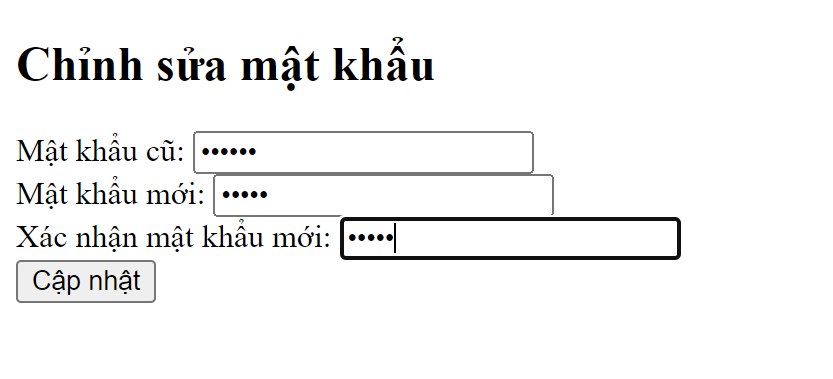 Chỉnh sửa mật khẩu
Mật khẩu cũ: ••••••
Mật khẩu mới: •••••
Xác nhận mật khẩu mới: •••••
Cập nhật